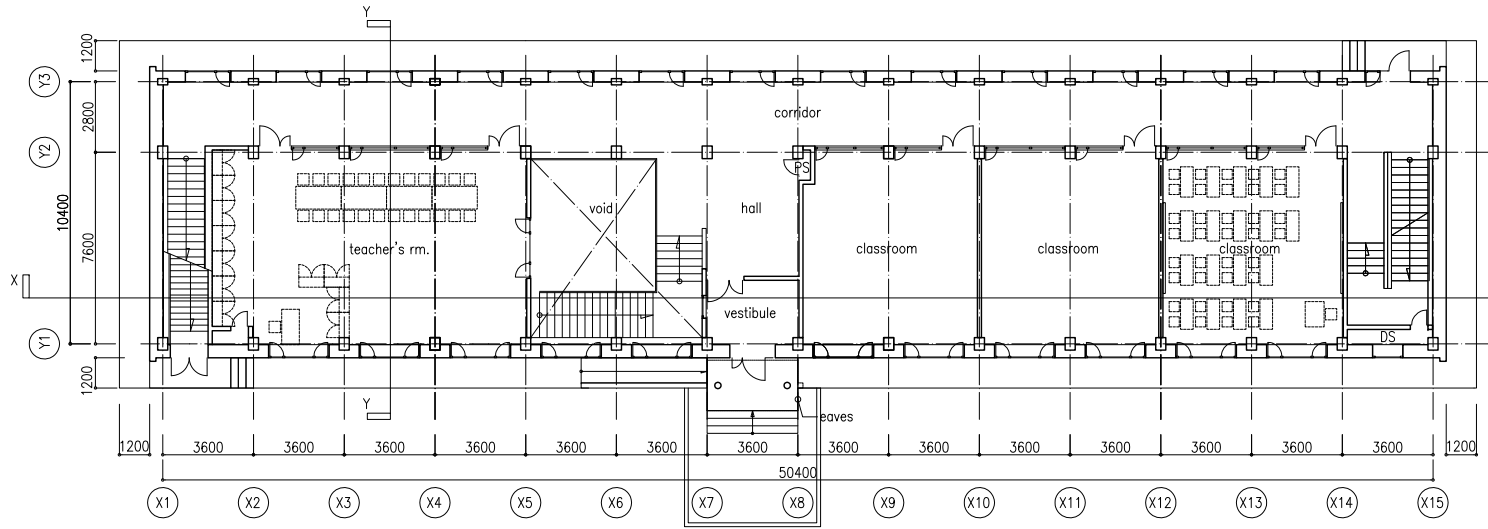 Y
1200
Y3
2800
corridor
Y2
PS
10400
void
hall
7600
teacher's rm.
classroom
classroom
classroom
X
vestibule
Y1
DS
1200
Y
eaves
1200
3600
3600
3600
3600
3600
3600
3600
3600
3600
3600
3600
3600
3600
3600
1200
50400
X1
X2
X3
X4
X5
X6
X7
X8
X9
X10
X11
X12
X13
X14
X15